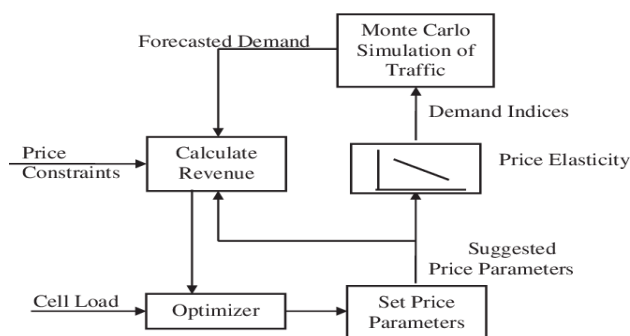 Forecasted Demand
Monte Carlo
Simulation of
Traffic
Demand Indices
Price
Constraints
Calculate
Revenue
Price Elasticity
Suggested
Price Parameters
Cell Load
Optimizer
Set Price
Parameters